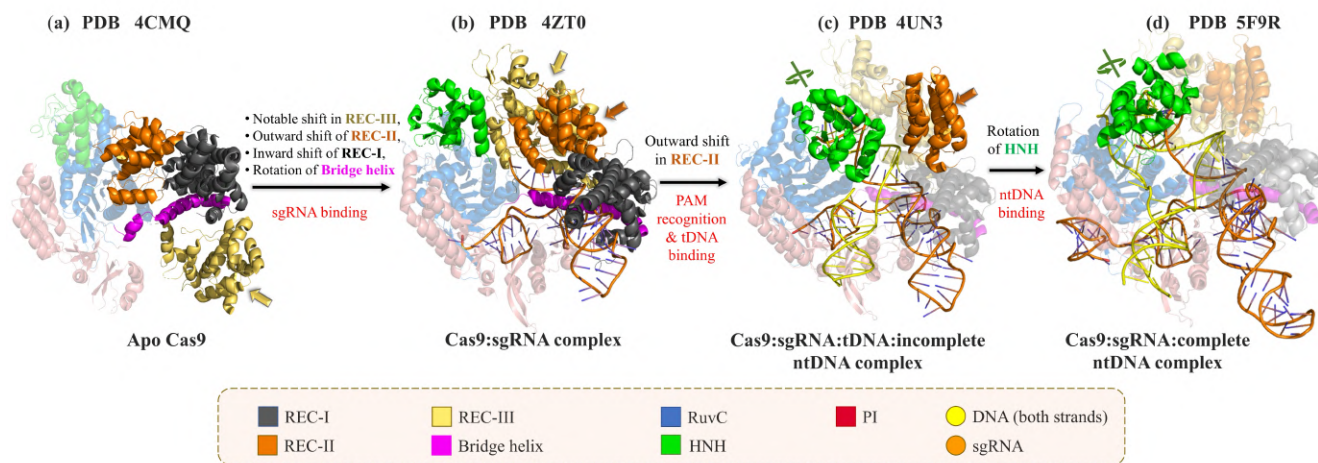 (a) PDB 4CMQ
(b) PDB 4ZT0
(c) PDB 4UN3
(d) PDB 5F9R
• Notable shift in REC-III,
• Outward shift of REC-II,
• Inward shift of REC-I,
• Rotation of Bridge helix
sgRNA binding
Outward shift
in REC-II
PAM
recognition
& tDNA
binding
Rotation
of HNH
ntDNA
binding
Apo Cas9
Cas9:sgRNA complex
Cas9:sgRNA:tDNA:incomplete
ntDNA complex
Cas9:sgRNA:complete
ntDNA complex
REC-I
REC-III
RuvC
PI
DNA (both strands)
REC-II
Bridge helix
HNH
sgRNA